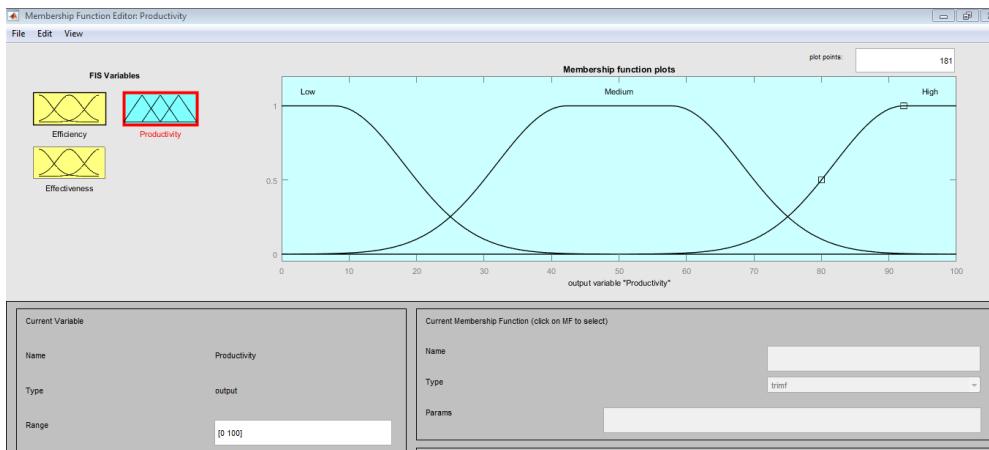 Membership Function Editor: Productivity
File Edit View
FIS Variables
Efficiency
Productivity
Effectiveness
plot points:
181
Membership function plots
Low
Medium
High
1
0.5
0
0 10 20 30 40 50 60 70 80 90 100
output variable "Productivity"
Current Variable
Name Productivity
Type output
Range [0 100]
Current Membership Function (click on MF to select)
Name
Type trimf
Params